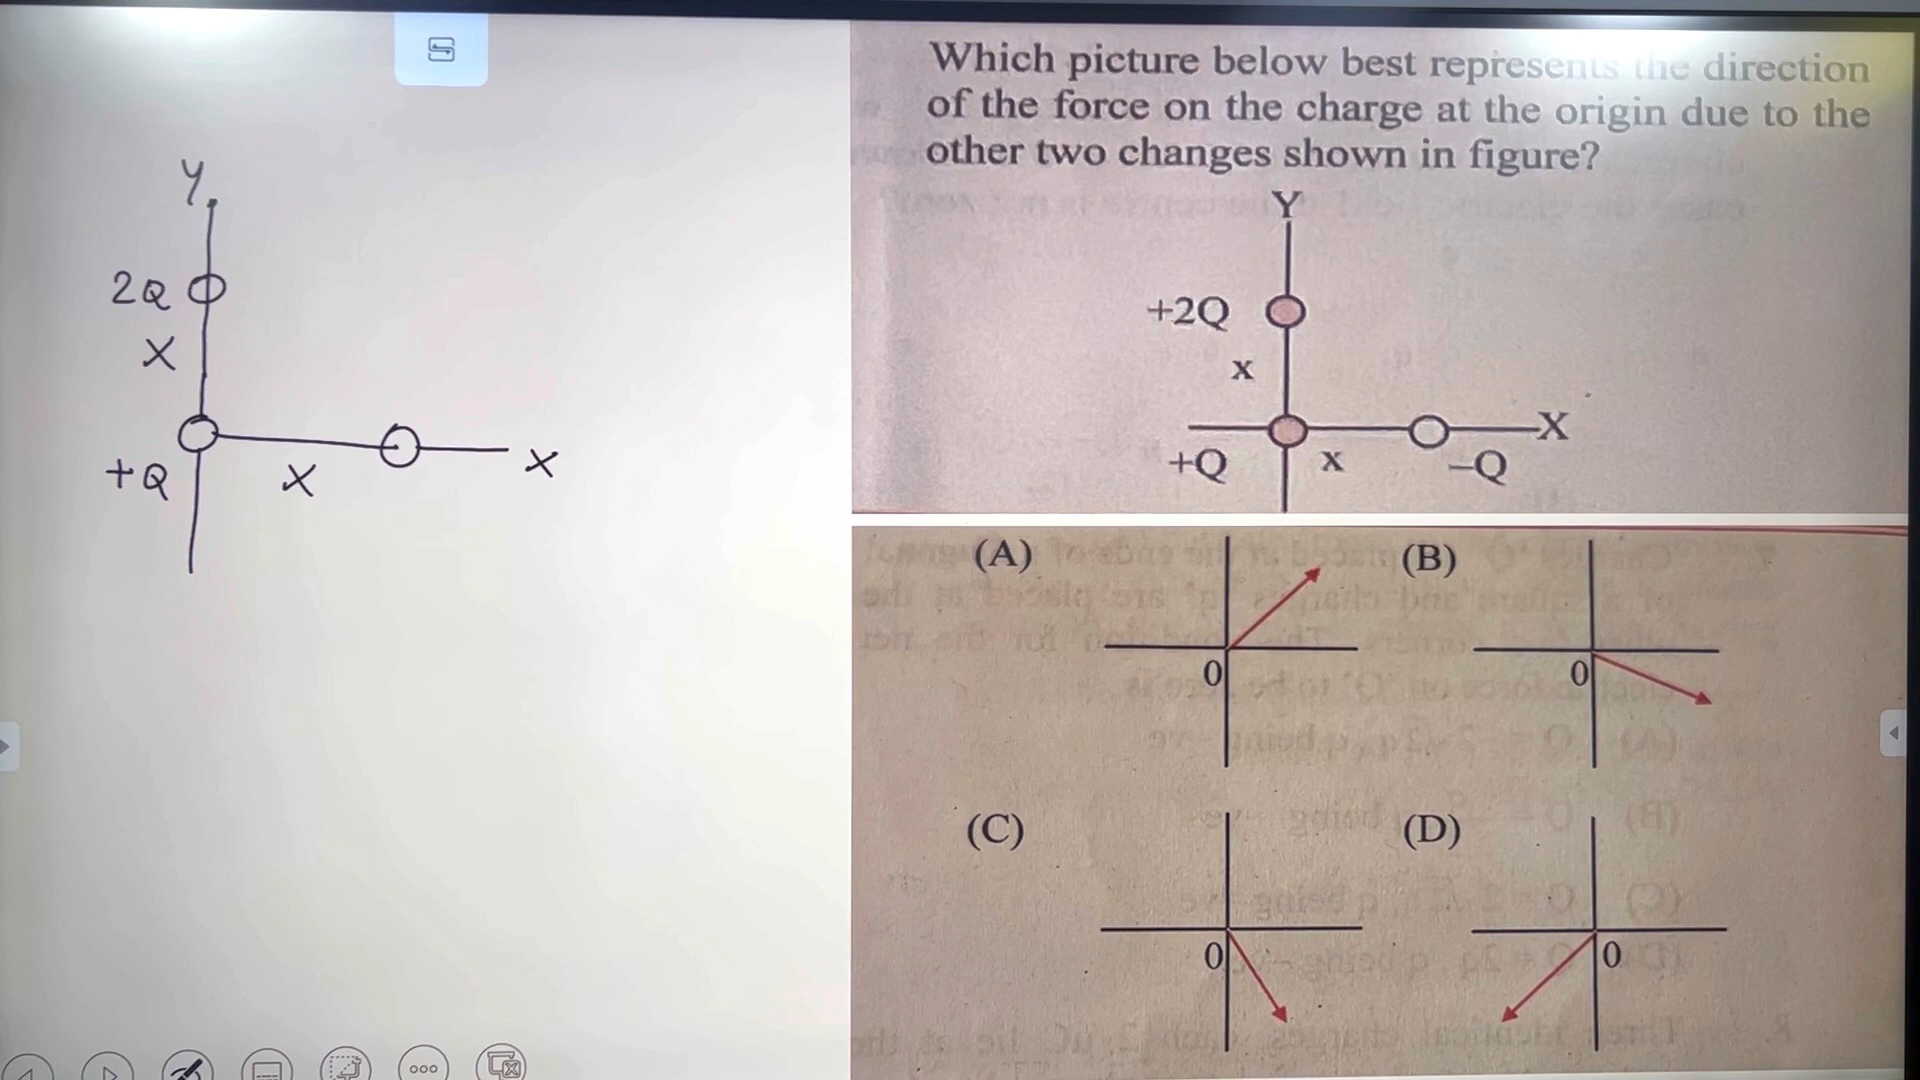 Which picture below best represents the direction
of the force on the charge at the origin due to the
other two changes shown in figure?
Y
+2Q
x
X
+Q
x
−Q
(A)
0
(B)
0
(C)
0
(D)
0
Y
2Q
X
+Q
X
X